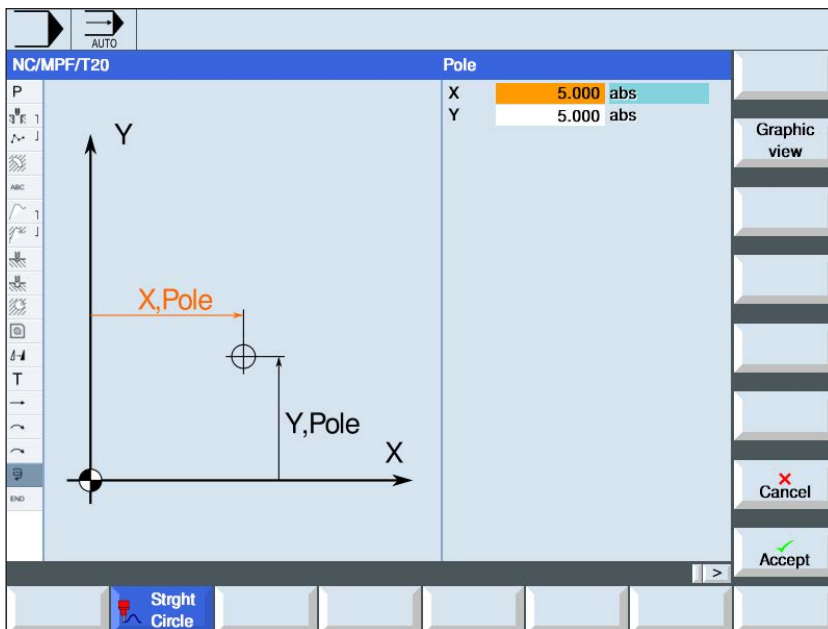 AUTO
NC/MPF/T20
Pole
P
X 5.000 abs
Y 5.000 abs
Graphic
view
ABC
T
END
Y
X,Pole
Y,Pole
X
Cancel
Accept
>
Strght
Circle